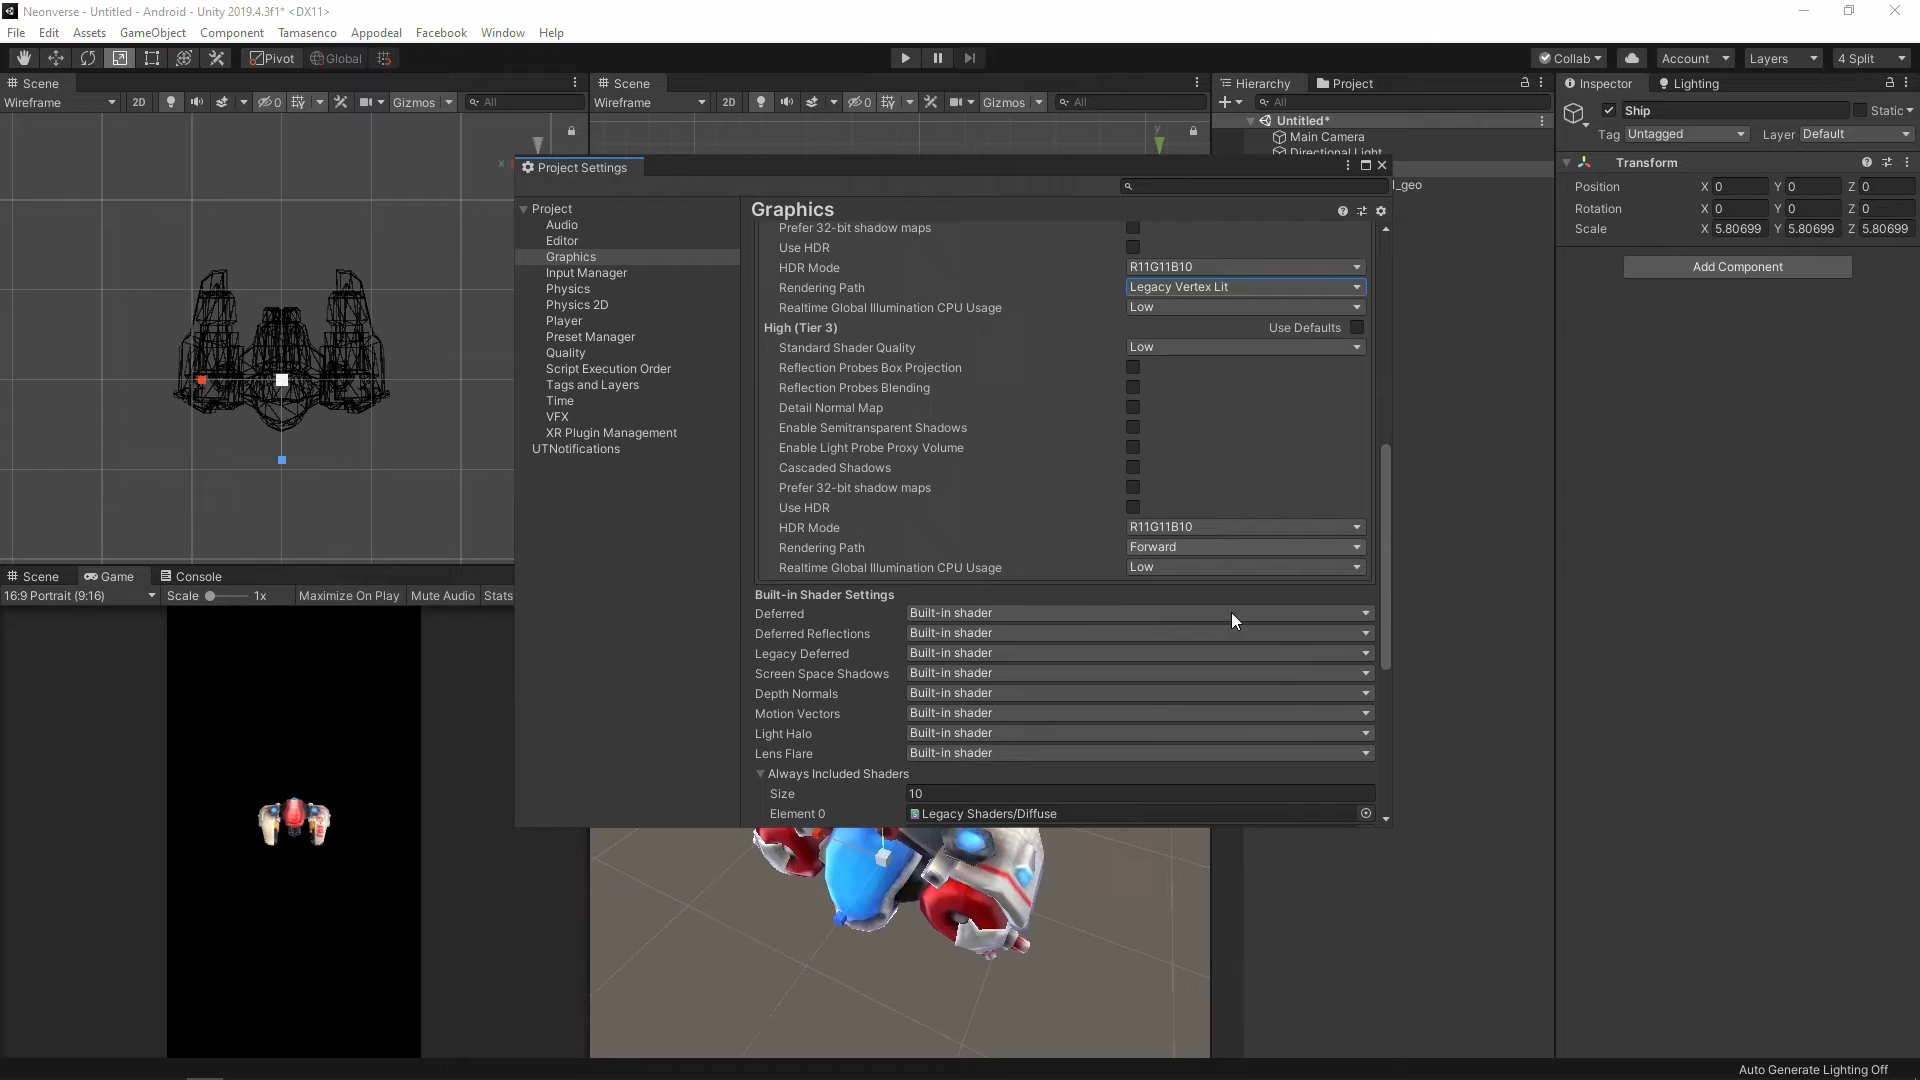 Neonverse - Untitled - Android - Unity 2019.4.3f1* <DX11>
File Edit Assets GameObject Component Tamasenco Appodeal Facebook Window Help
Pivot Global Collab Account Layers 4 Split
Scene Scene Hierarchy Project Inspector Lighting
Wireframe 2D 0 Gizmos All Wireframe 2D 0 Gizmos All All
Ship Static
Untitled*
Main Camera
Tag Untagged Layer Default
Directional Light
y
x
Transform
Position X 0 Y 0 Z 0
Rotation X 0 Y 0 Z 0
Scale X 5.80699 Y 5.80699 Z 5.80699
Add Component
_geo
Project Settings
Project
Audio
Editor
Graphics
Input Manager
Physics
Physics 2D
Player
Preset Manager
Quality
Script Execution Order
Tags and Layers
Time
VFX
XR Plugin Management
UTNotifications
Graphics
Prefer 32-bit shadow maps
Use HDR
HDR Mode R11G11B10
Rendering Path Legacy Vertex Lit
Realtime Global Illumination CPU Usage Low
High (Tier 3) Use Defaults
Standard Shader Quality Low
Reflection Probes Box Projection
Reflection Probes Blending
Detail Normal Map
Enable Semitransparent Shadows
Enable Light Probe Proxy Volume
Cascaded Shadows
Prefer 32-bit shadow maps
Use HDR
HDR Mode R11G11B10
Rendering Path Forward
Realtime Global Illumination CPU Usage Low
Built-in Shader Settings
Deferred Built-in shader
Deferred Reflections Built-in shader
Legacy Deferred Built-in shader
Screen Space Shadows Built-in shader
Depth Normals Built-in shader
Motion Vectors Built-in shader
Light Halo Built-in shader
Lens Flare Built-in shader
Always Included Shaders
Size 10
Element 0 Legacy Shaders/Diffuse
Scene Game Console
16:9 Portrait (9:16) Scale 1x Maximize On Play Mute Audio Stats
Auto Generate Lighting Off